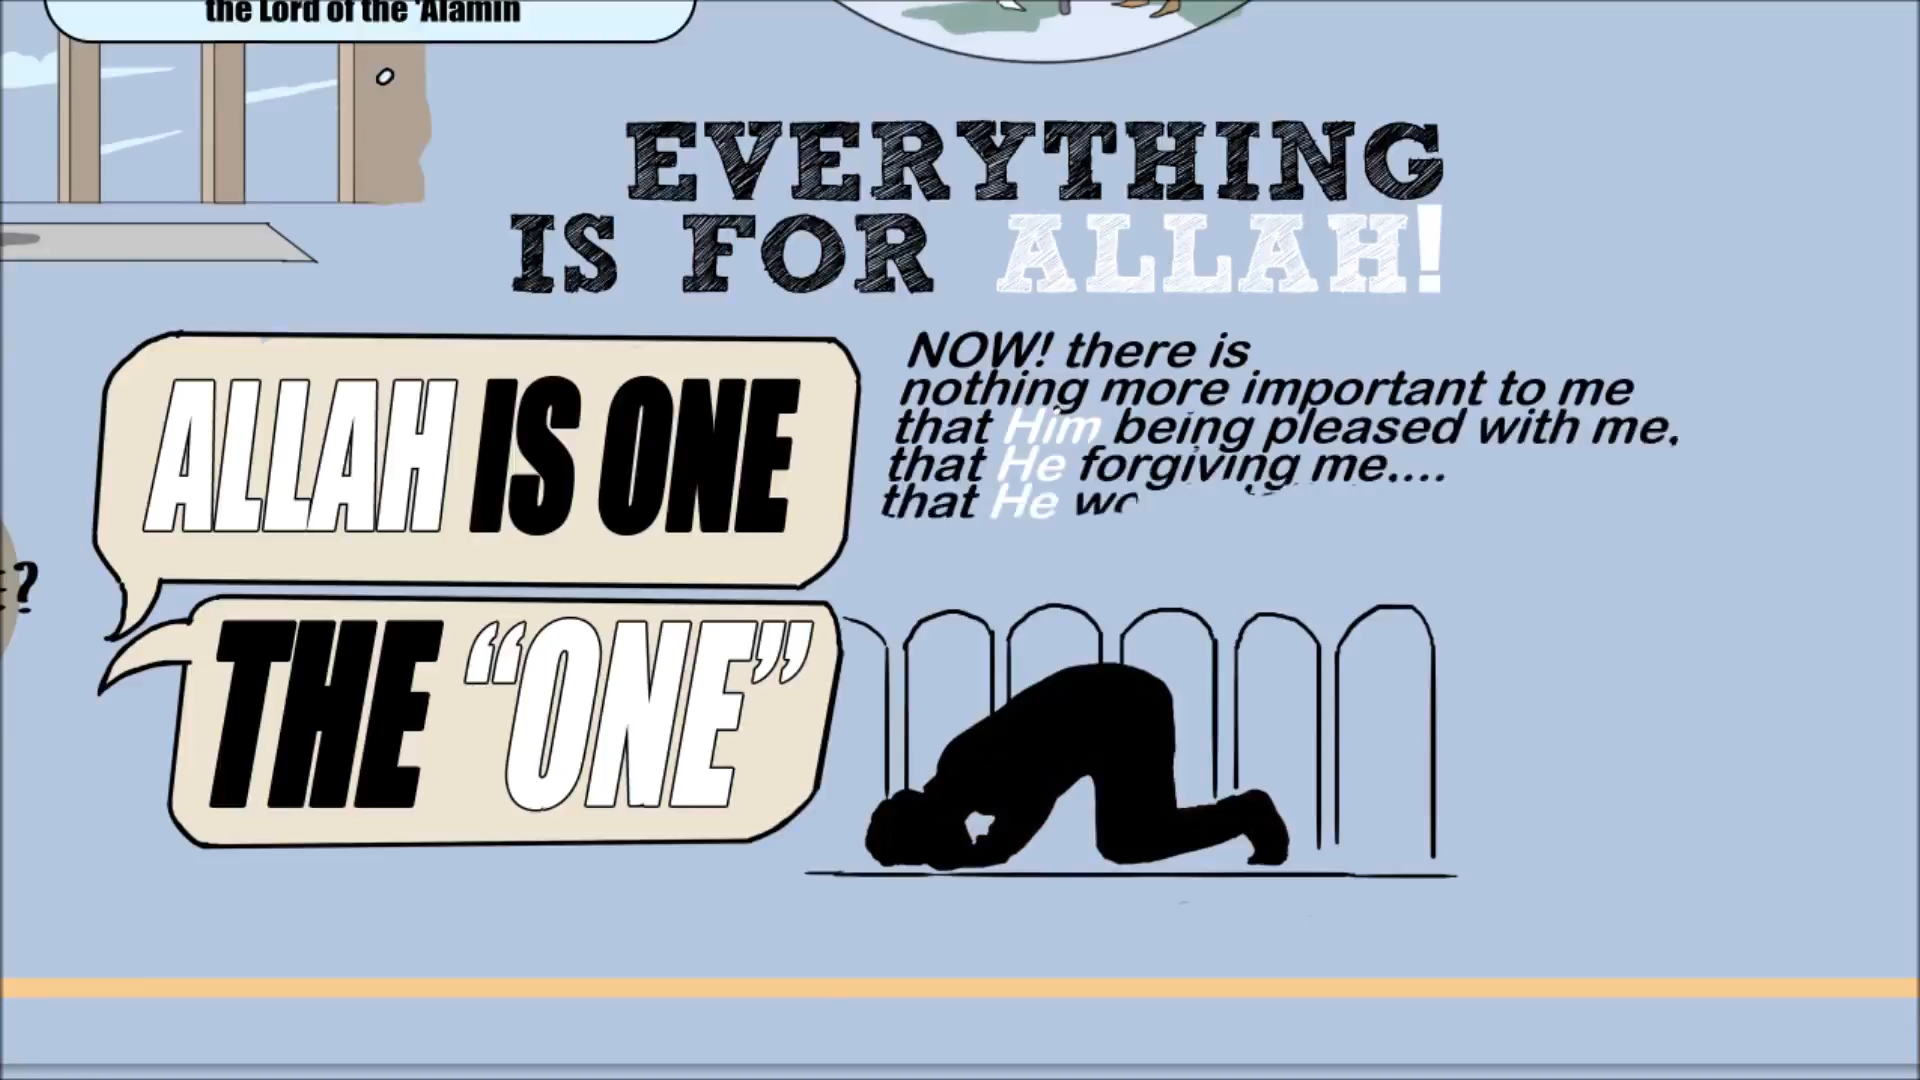 the Lord of the 'Alamin
EVERYTHING
IS FOR ALLAH!
ALLAH IS ONE
THE “ONE”
NOW! there is
nothing more important to me
that Him being pleased with me.
that He forgiving me....
that He
?